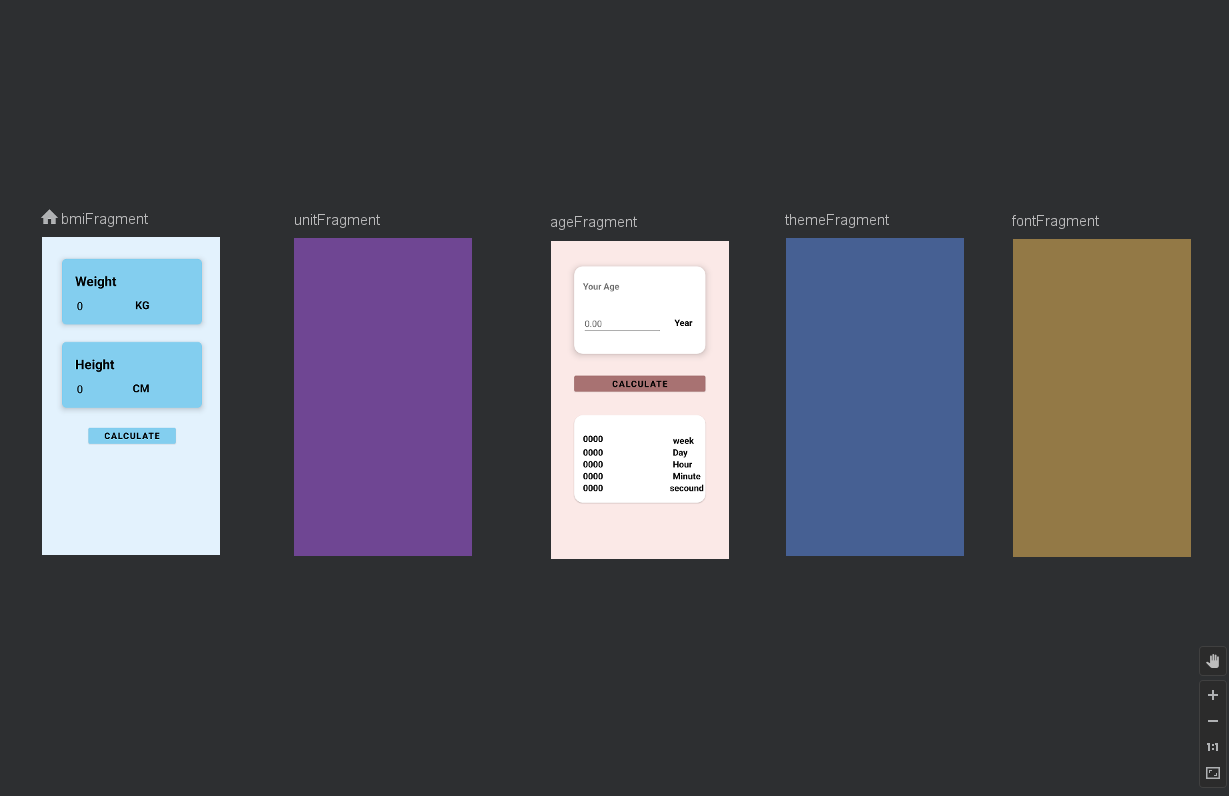 bmiFragment
Weight
0 KG
Height
0 CM
CALCULATE
unitFragment
ageFragment
Your Age
0.00 Year
CALCULATE
0000 week
0000 Day
0000 Hour
0000 Minute
0000 secound
themeFragment
fontFragment
1:1